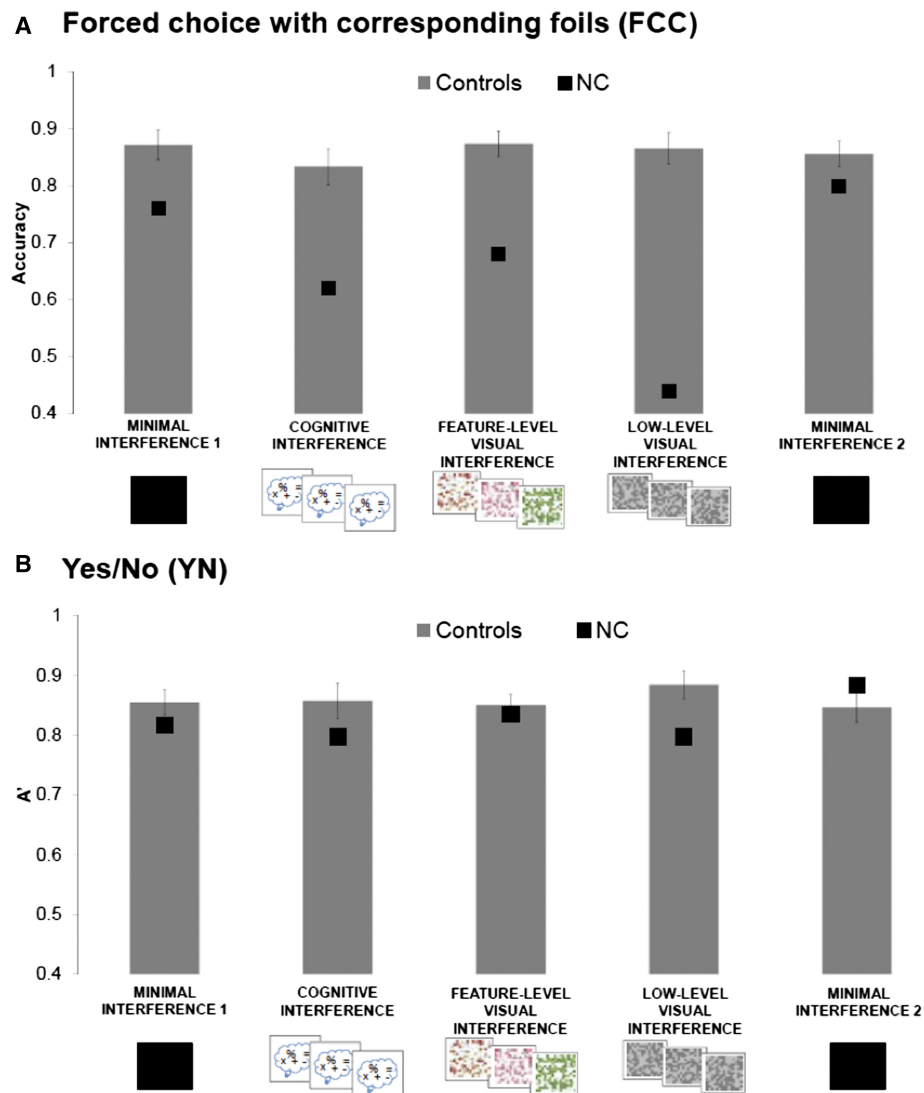 A Forced choice with corresponding foils (FCC)
Controls NC
1
0.9
0.8
0.7
0.6
0.5
0.4
Accuracy
MINIMAL INTERFERENCE 1
COGNITIVE INTERFERENCE
FEATURE-LEVEL VISUAL INTERFERENCE
LOW-LEVEL VISUAL INTERFERENCE
MINIMAL INTERFERENCE 2
x % + - =
x % + - =
x % + - =
B Yes/No (YN)
Controls NC
1
0.9
0.8
0.7
0.6
0.5
0.4
A'
MINIMAL INTERFERENCE 1
COGNITIVE INTERFERENCE
FEATURE-LEVEL VISUAL INTERFERENCE
LOW-LEVEL VISUAL INTERFERENCE
MINIMAL INTERFERENCE 2
x % + - =
x % + - =
x % + - =